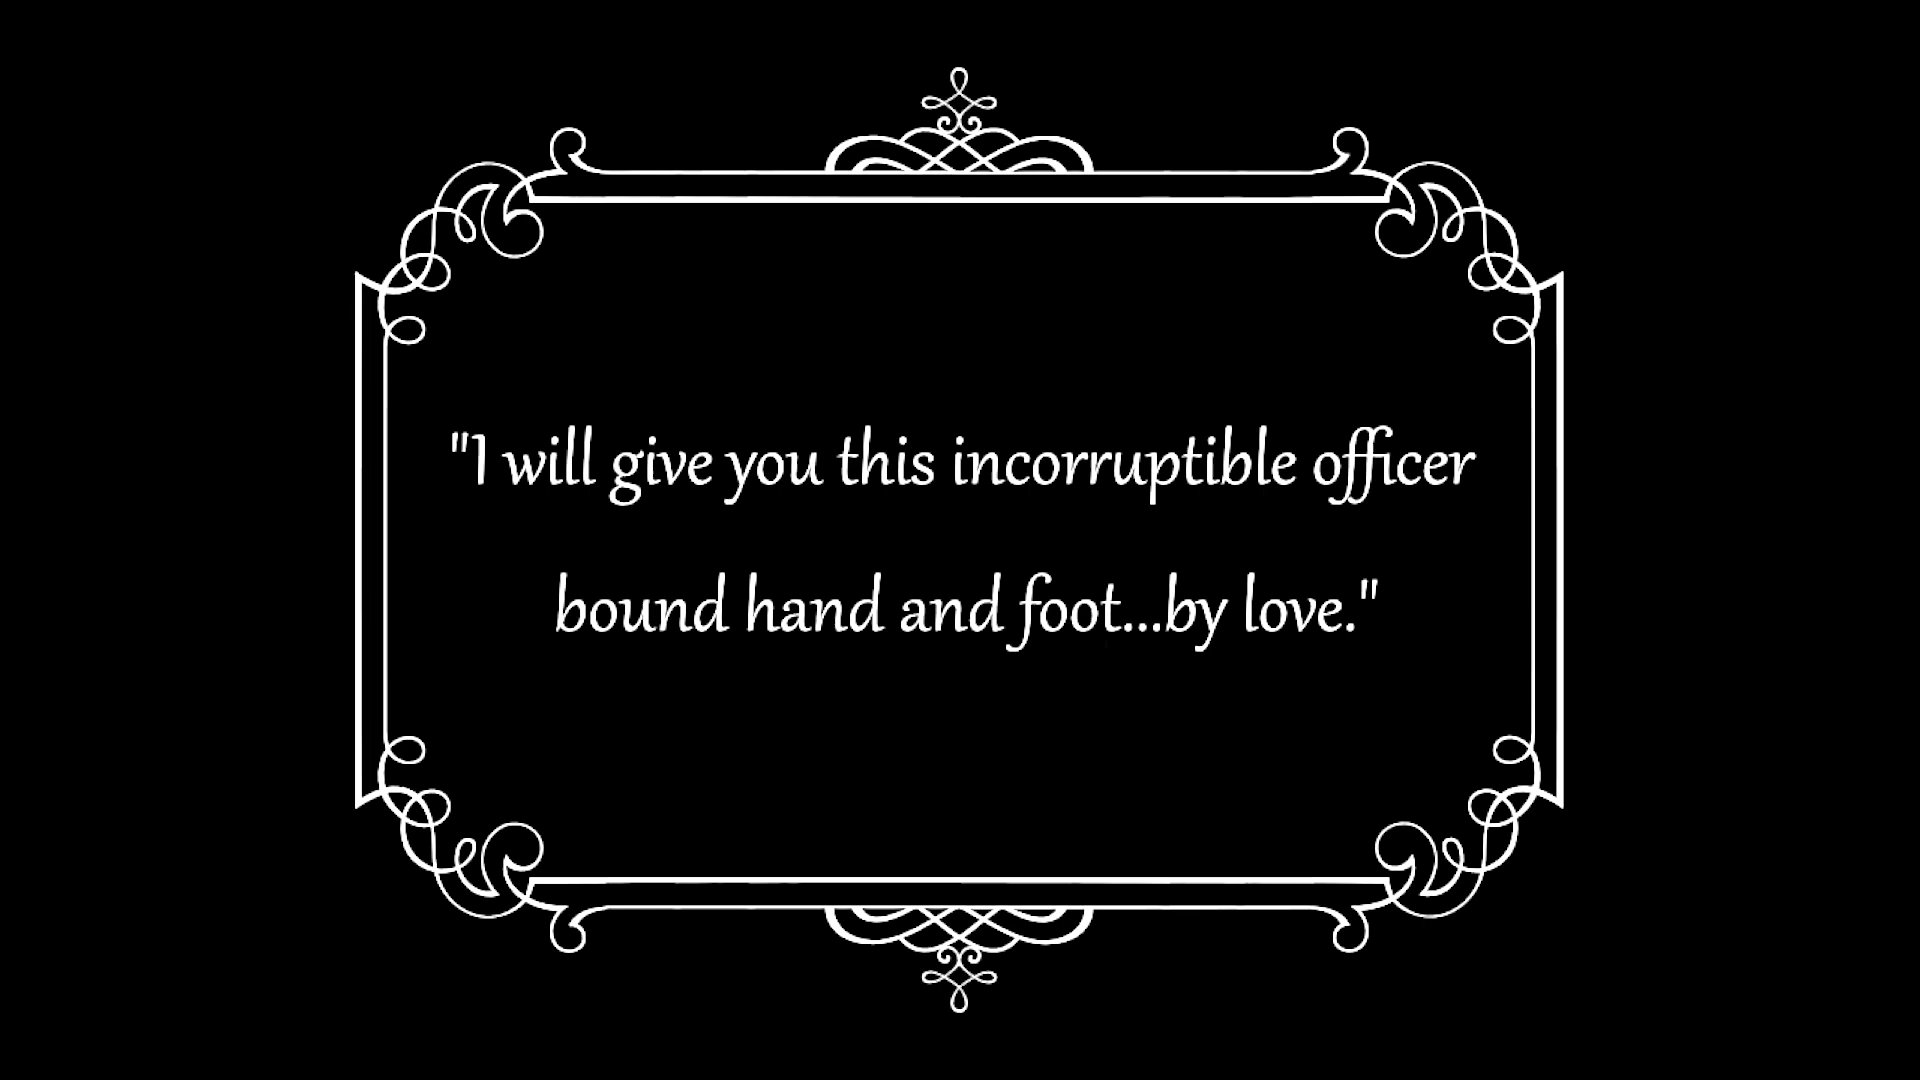 "I will give you this incorruptible officer
bound hand and foot...by love."